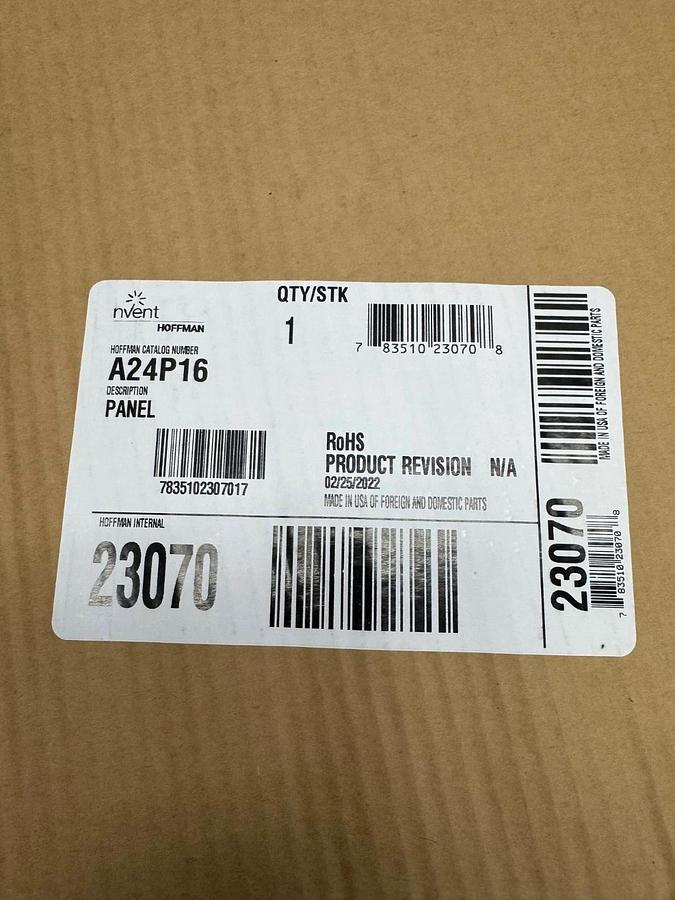 nvent
HOFFMAN
QTY/STK
1
7 83510 23070 8
HOFFMAN CATALOG NUMBER
A24P16
DESCRIPTION
PANEL
7835102307017
RoHS
PRODUCT REVISION N/A
02/25/2022
MADE IN USA OF FOREIGN AND DOMESTIC PARTS
HOFFMAN INTERNAL
23070
MADE IN USA OF FOREIGN AND DOMESTIC PARTS
23070
7 83510 23070 8